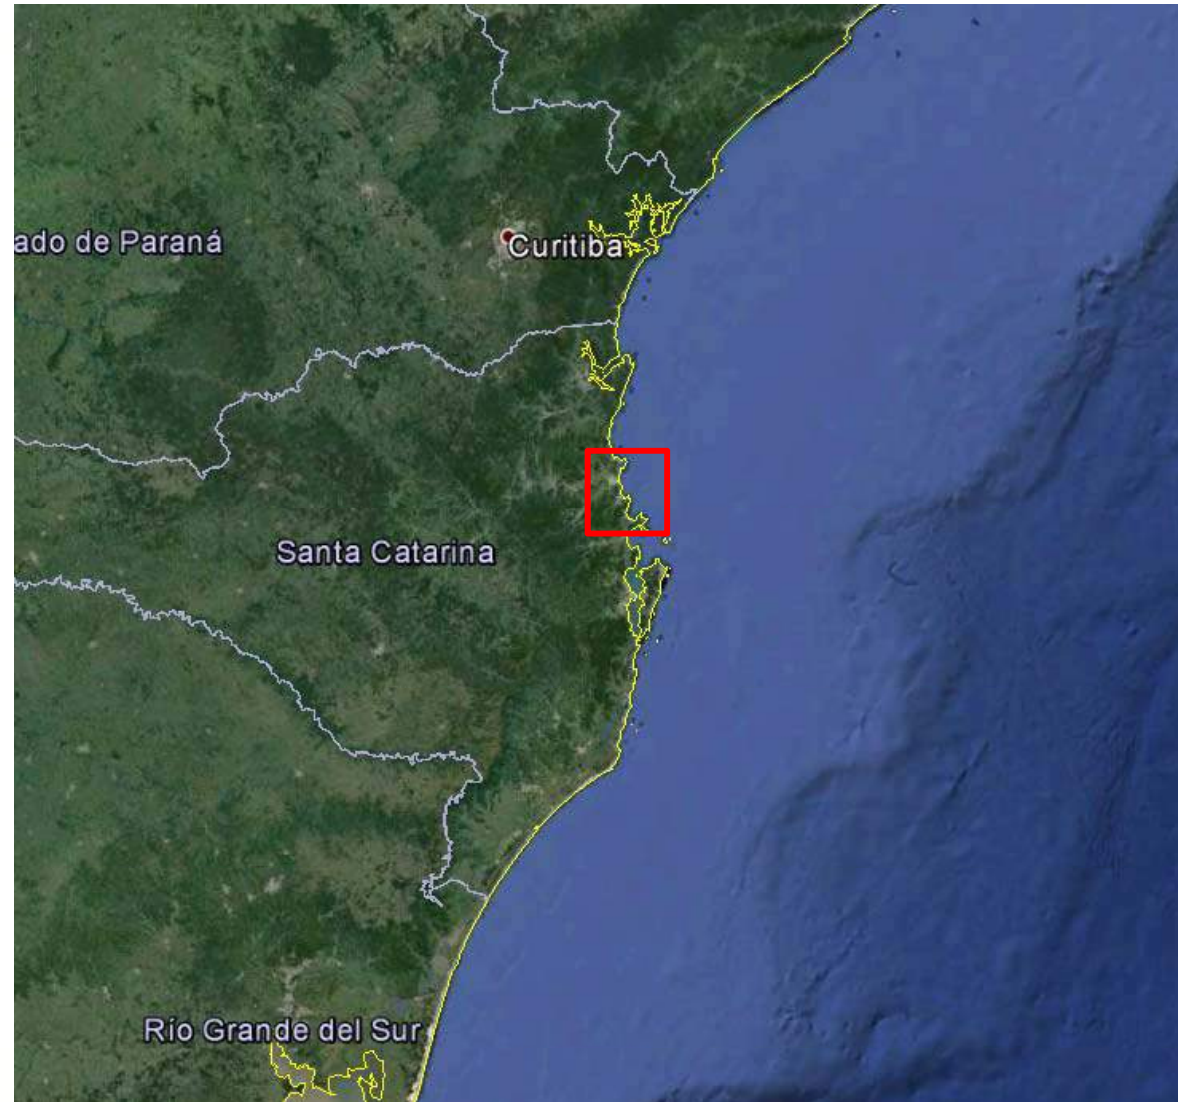 ado de Paraná
Curitiba
Santa Catarina
Río Grande del Sur